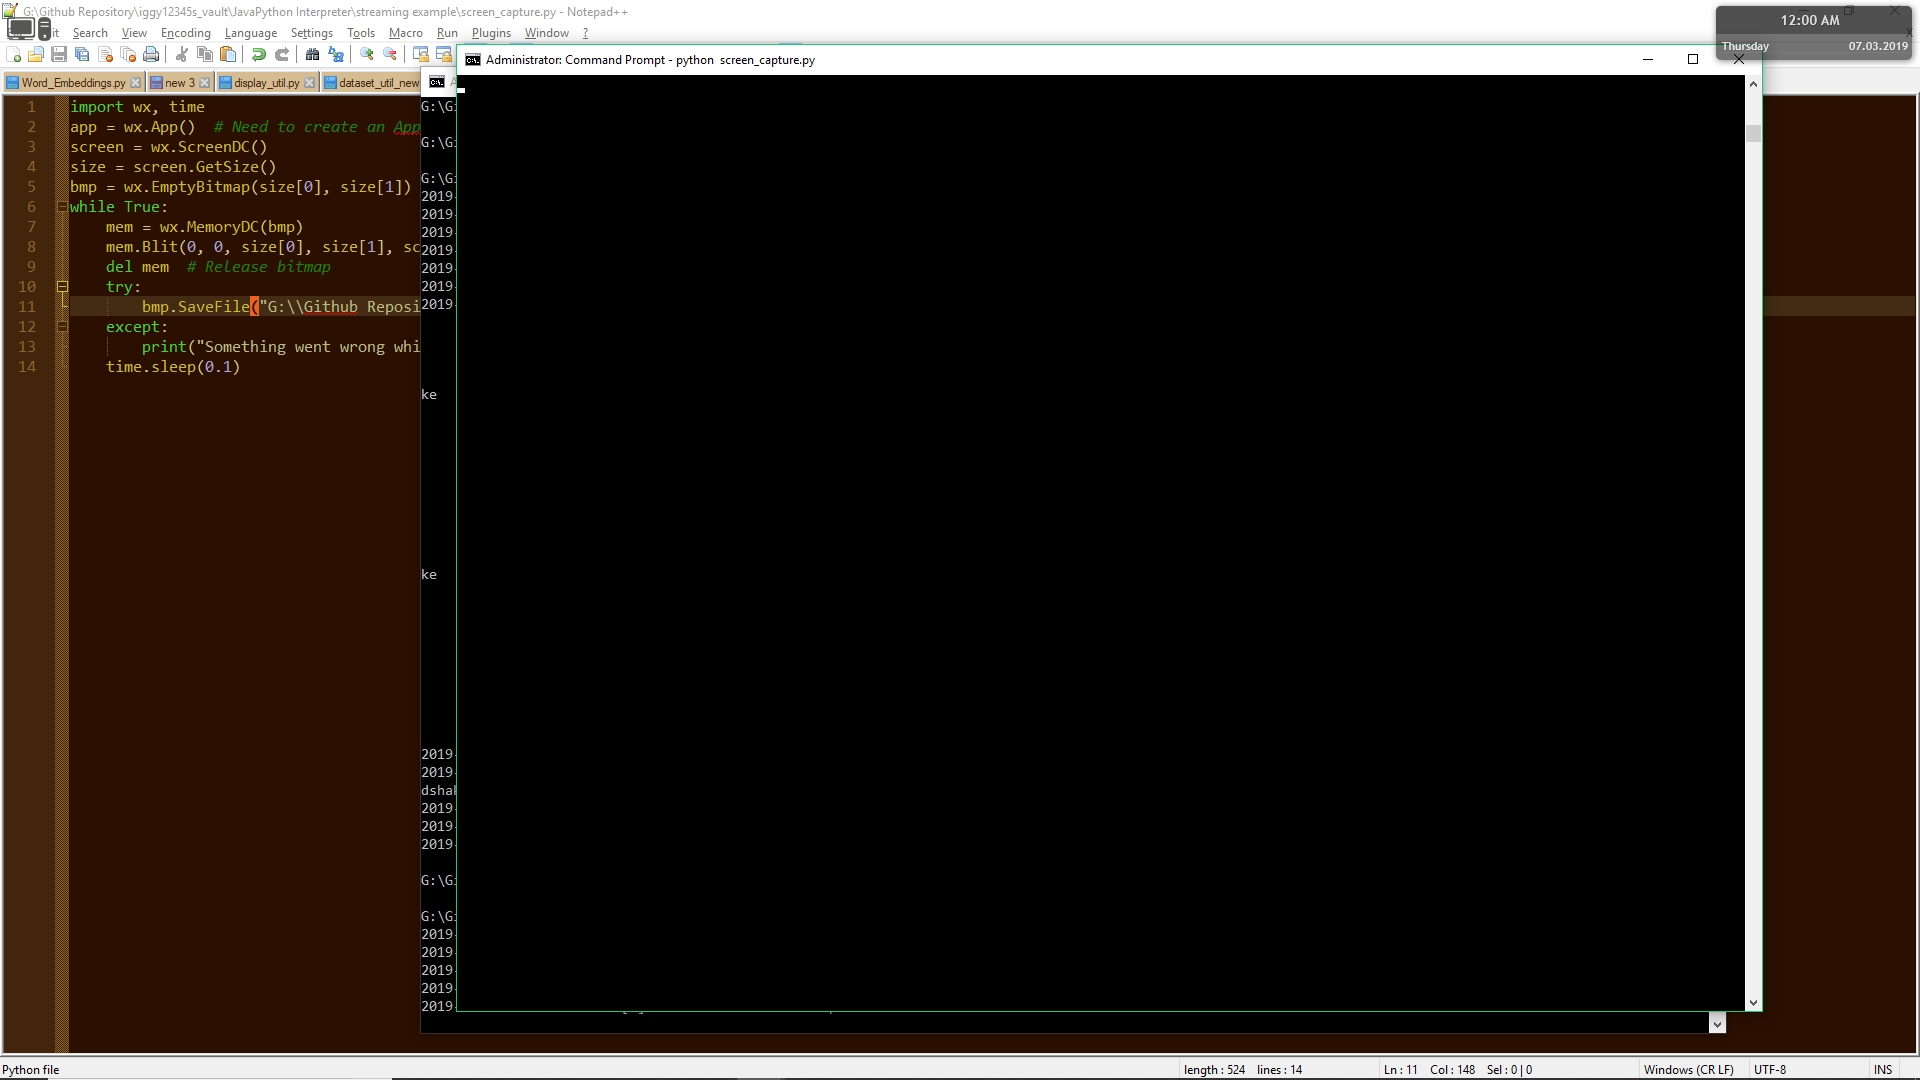 G:\Github Repository\iggy12345s_vault\JavaPython Interpreter\streaming example\screen_capture.py - Notepad++
it Search View Encoding Language Settings Tools Macro Run Plugins Window ?
12:00 AM
Thursday 07.03.2019
Administrator: Command Prompt - python screen_capture.py
Word_Embeddings.py new 3 display_util.py dataset_util_new
1 import wx, time
2 app = wx.App() # Need to create an App
3 screen = wx.ScreenDC()
4 size = screen.GetSize()
5 bmp = wx.EmptyBitmap(size[0], size[1])
6 while True:
7 mem = wx.MemoryDC(bmp)
8 mem.Blit(0, 0, size[0], size[1], sc
9 del mem # Release bitmap
10 try:
11 bmp.SaveFile("G:\\Github Reposi
12 except:
13 print("Something went wrong whi
14 time.sleep(0.1)
G:\Gi
G:\Gi
G:\Gi
2019-
2019-
2019-
2019-
2019-
2019-
2019-
ke
ke
2019-
2019-
dshak
2019-
2019-
2019-
G:\Gi
G:\Gi
2019-
2019-
2019-
2019-
2019-
Python file length : 524 lines : 14 Ln : 11 Col : 148 Sel : 0 | 0 Windows (CR LF) UTF-8 INS